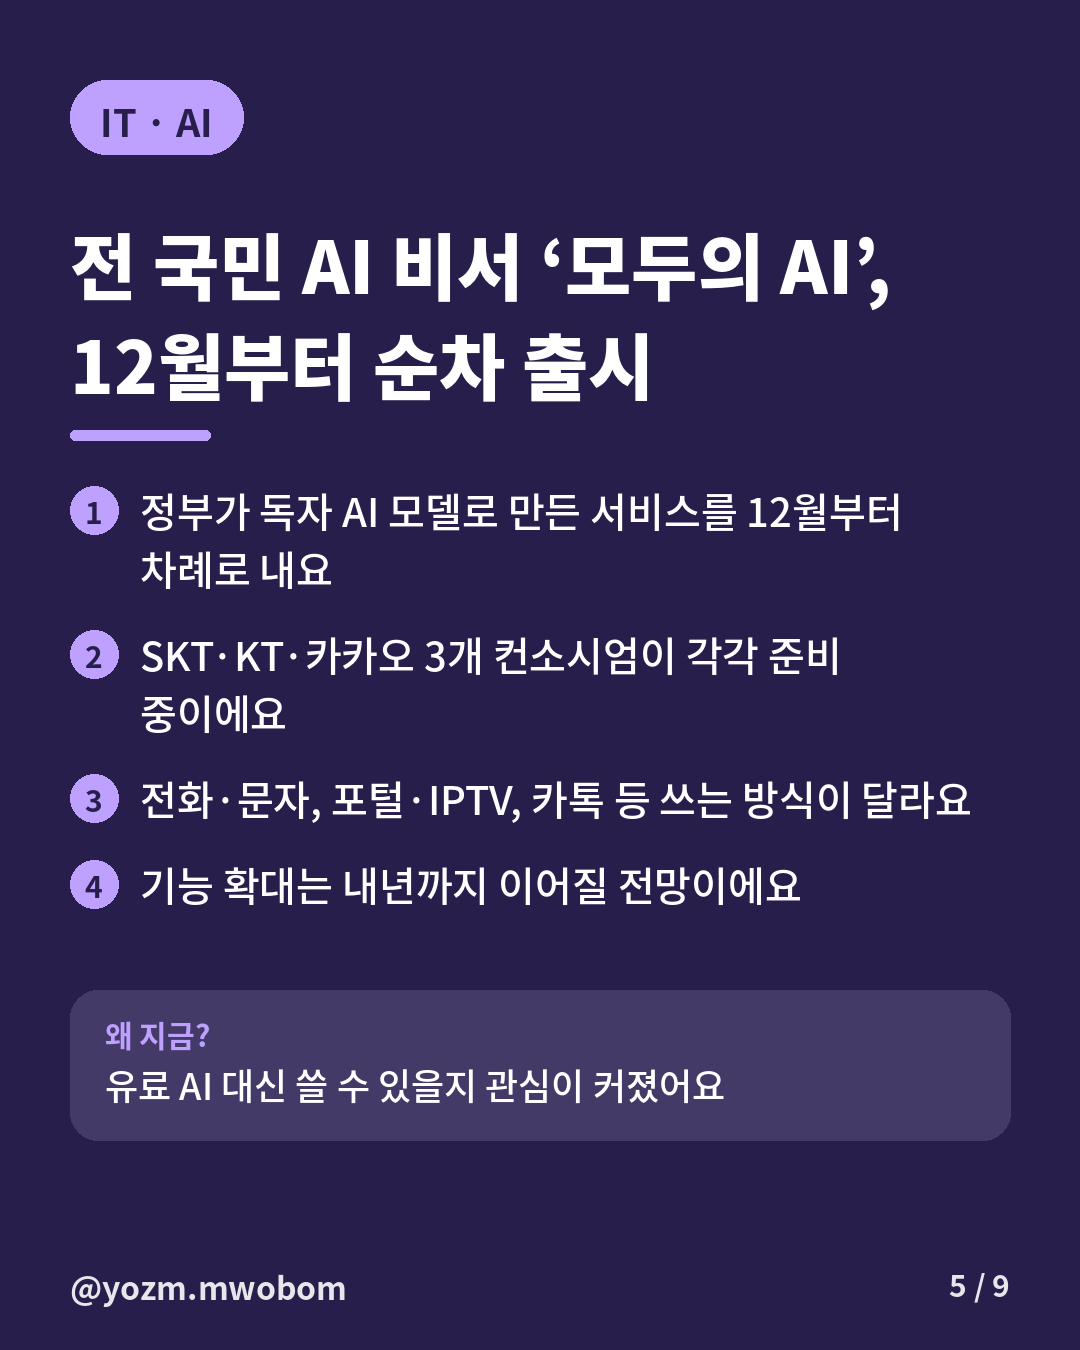 IT · AI
전 국민 AI 비서 ‘모두의 AI’,
12월부터 순차 출시
1 정부가 독자 AI 모델로 만든 서비스를 12월부터
차례로 내요
2 SKT·KT·카카오 3개 컨소시엄이 각각 준비
중이에요
3 전화·문자, 포털·IPTV, 카톡 등 쓰는 방식이 달라요
4 기능 확대는 내년까지 이어질 전망이에요
왜 지금?
유료 AI 대신 쓸 수 있을지 관심이 커졌어요
@yozm.mwobom
5 / 9